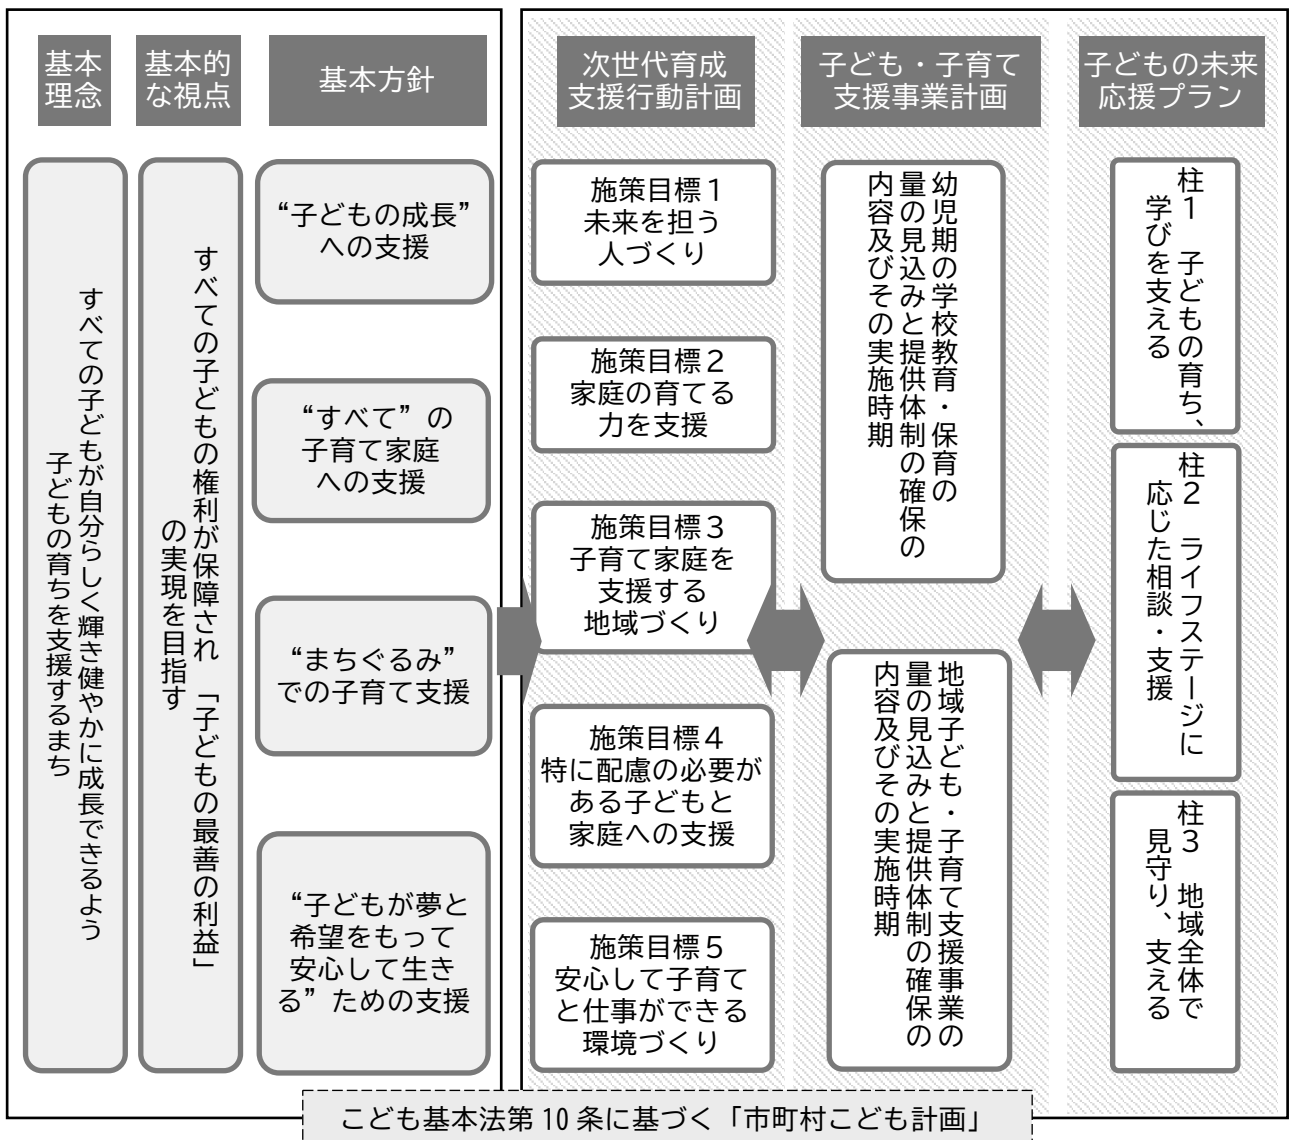 基本
理念
基本的
な視点
基本方針
次世代育成
支援行動計画
子ども・子育て
支援事業計画
子どもの未来
応援プラン
すべての子どもが自分らしく輝き健やかに成長できるよう
子どもの育ちを支援するまち
すべての子どもの権利が保障され　「子どもの最善の利益」
の実現を目指す
“子どもの成長”
への支援
“すべて”の
子育て家庭
への支援
“まちぐるみ”
での子育て支援
“子どもが夢と
希望をもって
安心して生き
る”ための支援
施策目標１
未来を担う
人づくり
施策目標２
家庭の育てる
力を支援
施策目標３
子育て家庭を
支援する
地域づくり
施策目標４
特に配慮の必要が
ある子どもと
家庭への支援
施策目標５
安心して子育て
と仕事ができる
環境づくり
幼児期の学校教育・保育の
量の見込みと提供体制の確保の
内容及びその実施時期
地域子ども・子育て支援事業の
量の見込みと提供体制の確保の
内容及びその実施時期
柱１　子どもの育ち、
学びを支える
柱２　ライフステージに
応じた相談・支援
柱３　地域全体で
見守り、支える
こども基本法第 10 条に基づく「市町村こども計画」